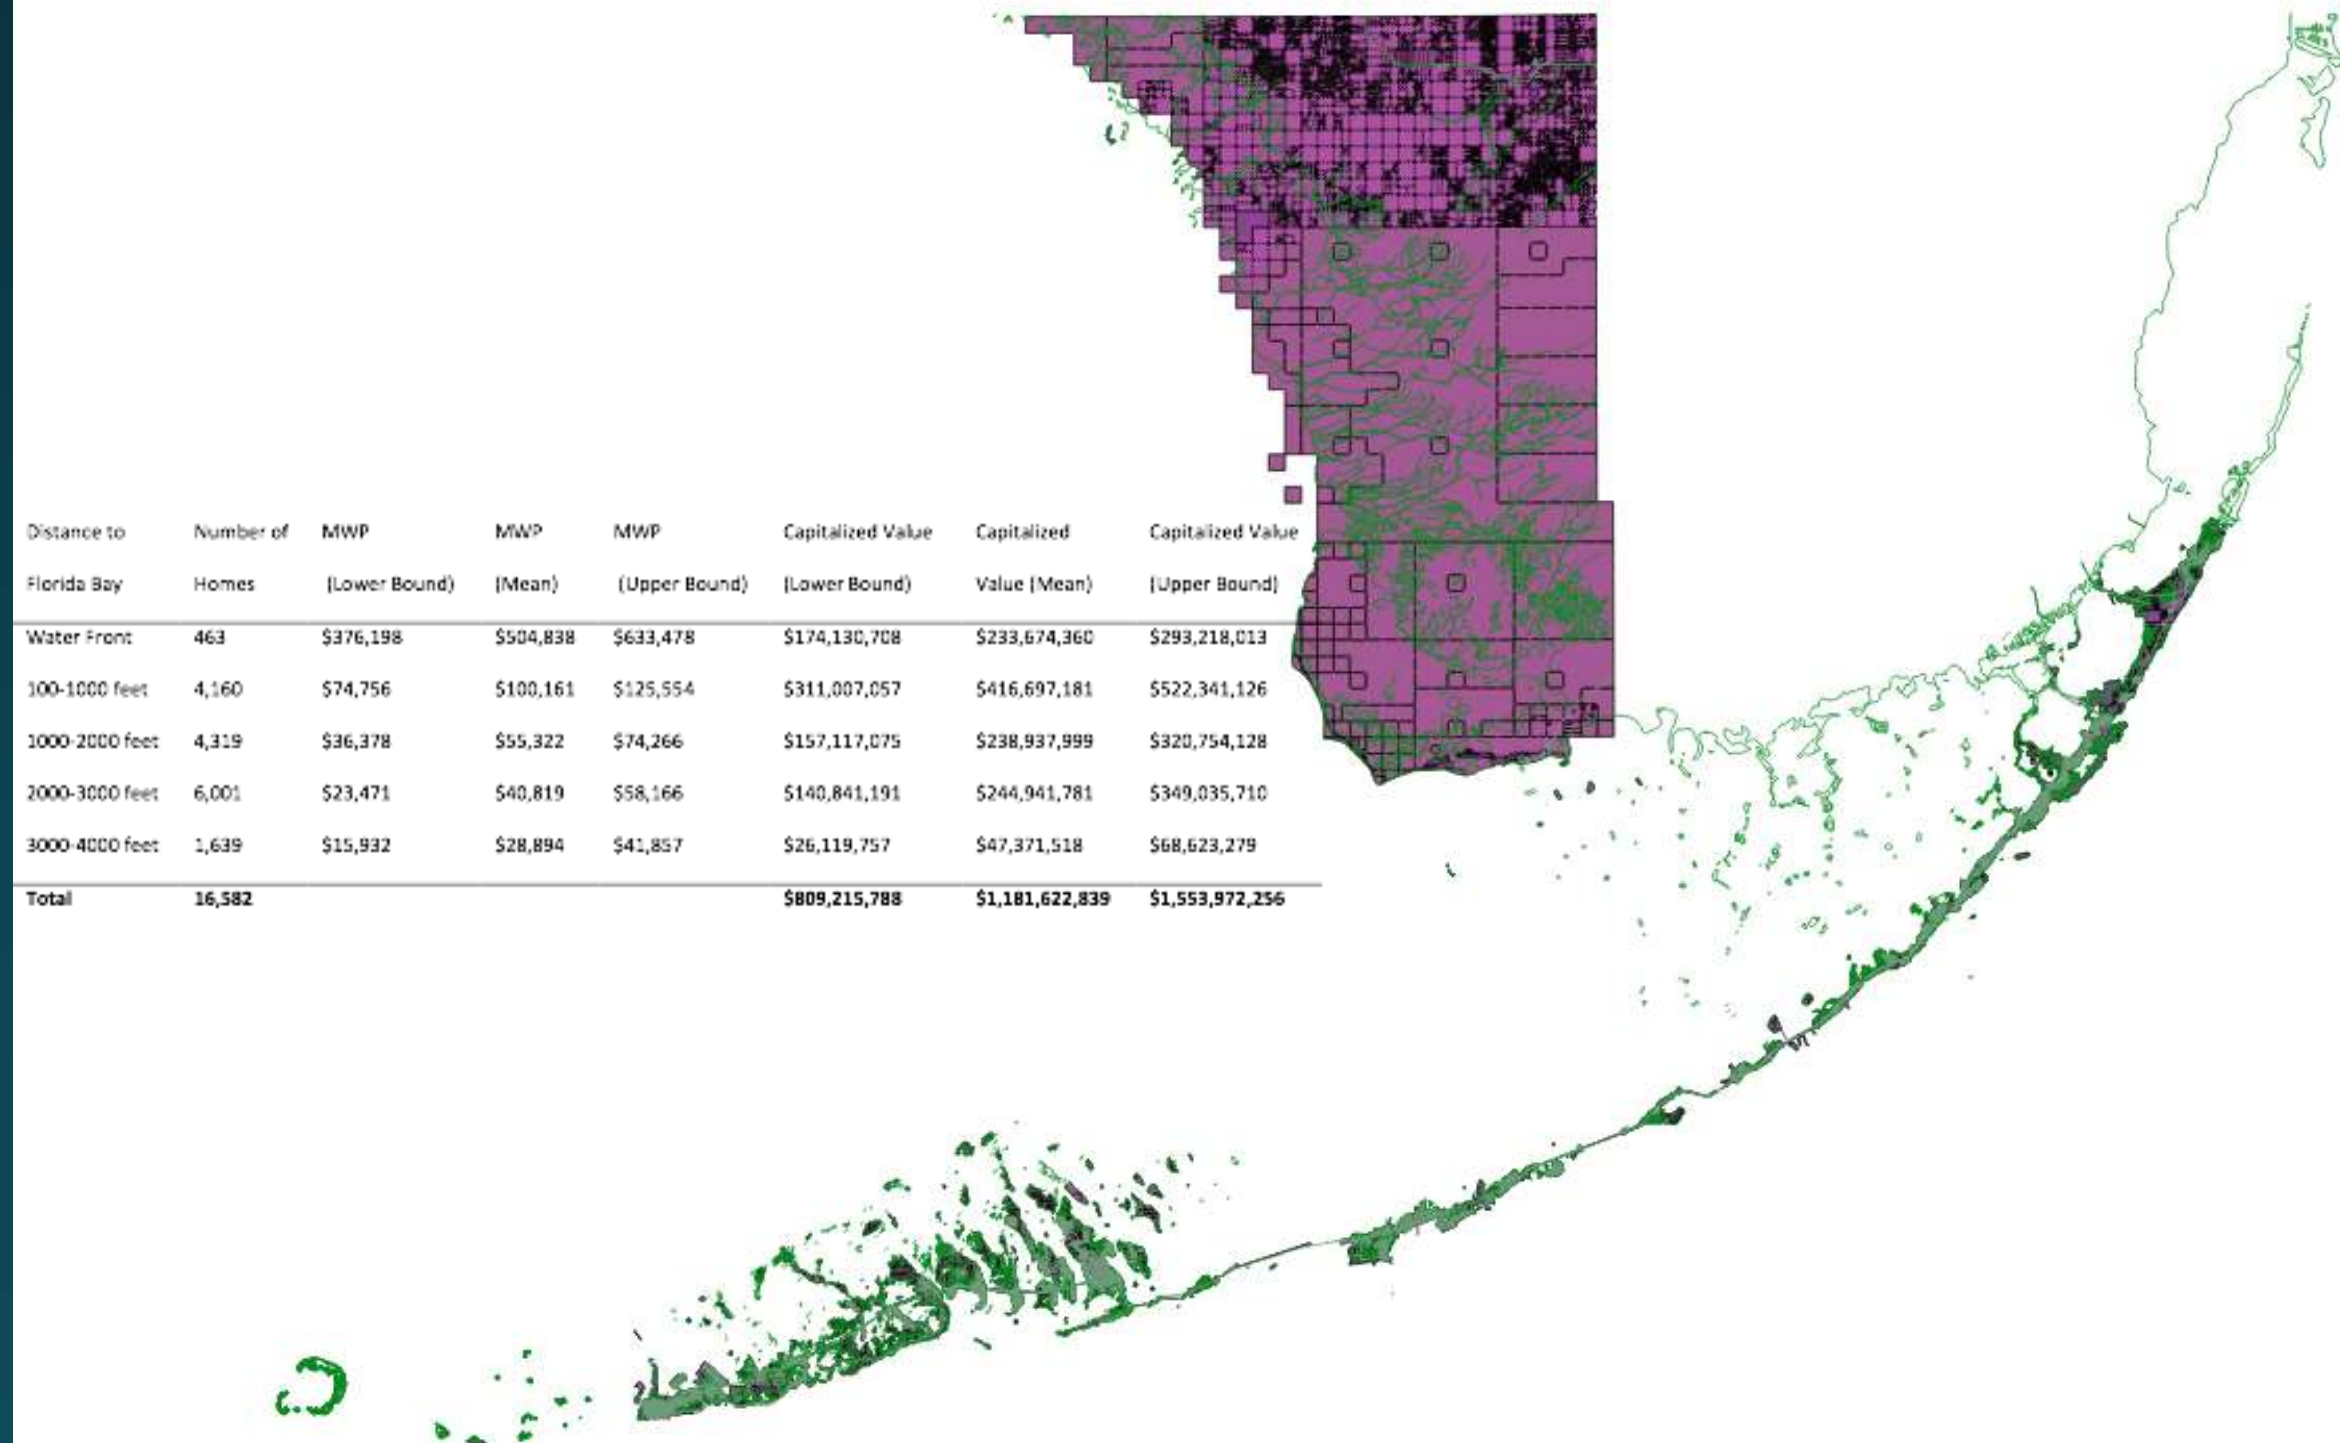 Distance to Number of MWP MWP MWP Capitalized Value Capitalized Capitalized Value
Florida Bay Homes (Lower Bound) (Mean) (Upper Bound) (Lower Bound) Value (Mean) (Upper Bound)
Water Front 463 $376,198 $504,838 $633,478 $174,130,708 $233,674,360 $293,218,013
100-1000 feet 4,160 $74,756 $100,161 $125,554 $311,007,057 $416,697,181 $522,341,126
1000-2000 feet 4,319 $36,378 $55,322 $74,266 $157,117,075 $238,937,999 $320,754,128
2000-3000 feet 6,001 $23,471 $40,819 $58,166 $140,841,191 $244,941,781 $349,035,710
3000-4000 feet 1,639 $15,932 $28,894 $41,857 $26,119,757 $47,371,518 $68,623,279
Total 16,582 $809,215,788 $1,181,622,839 $1,553,972,256